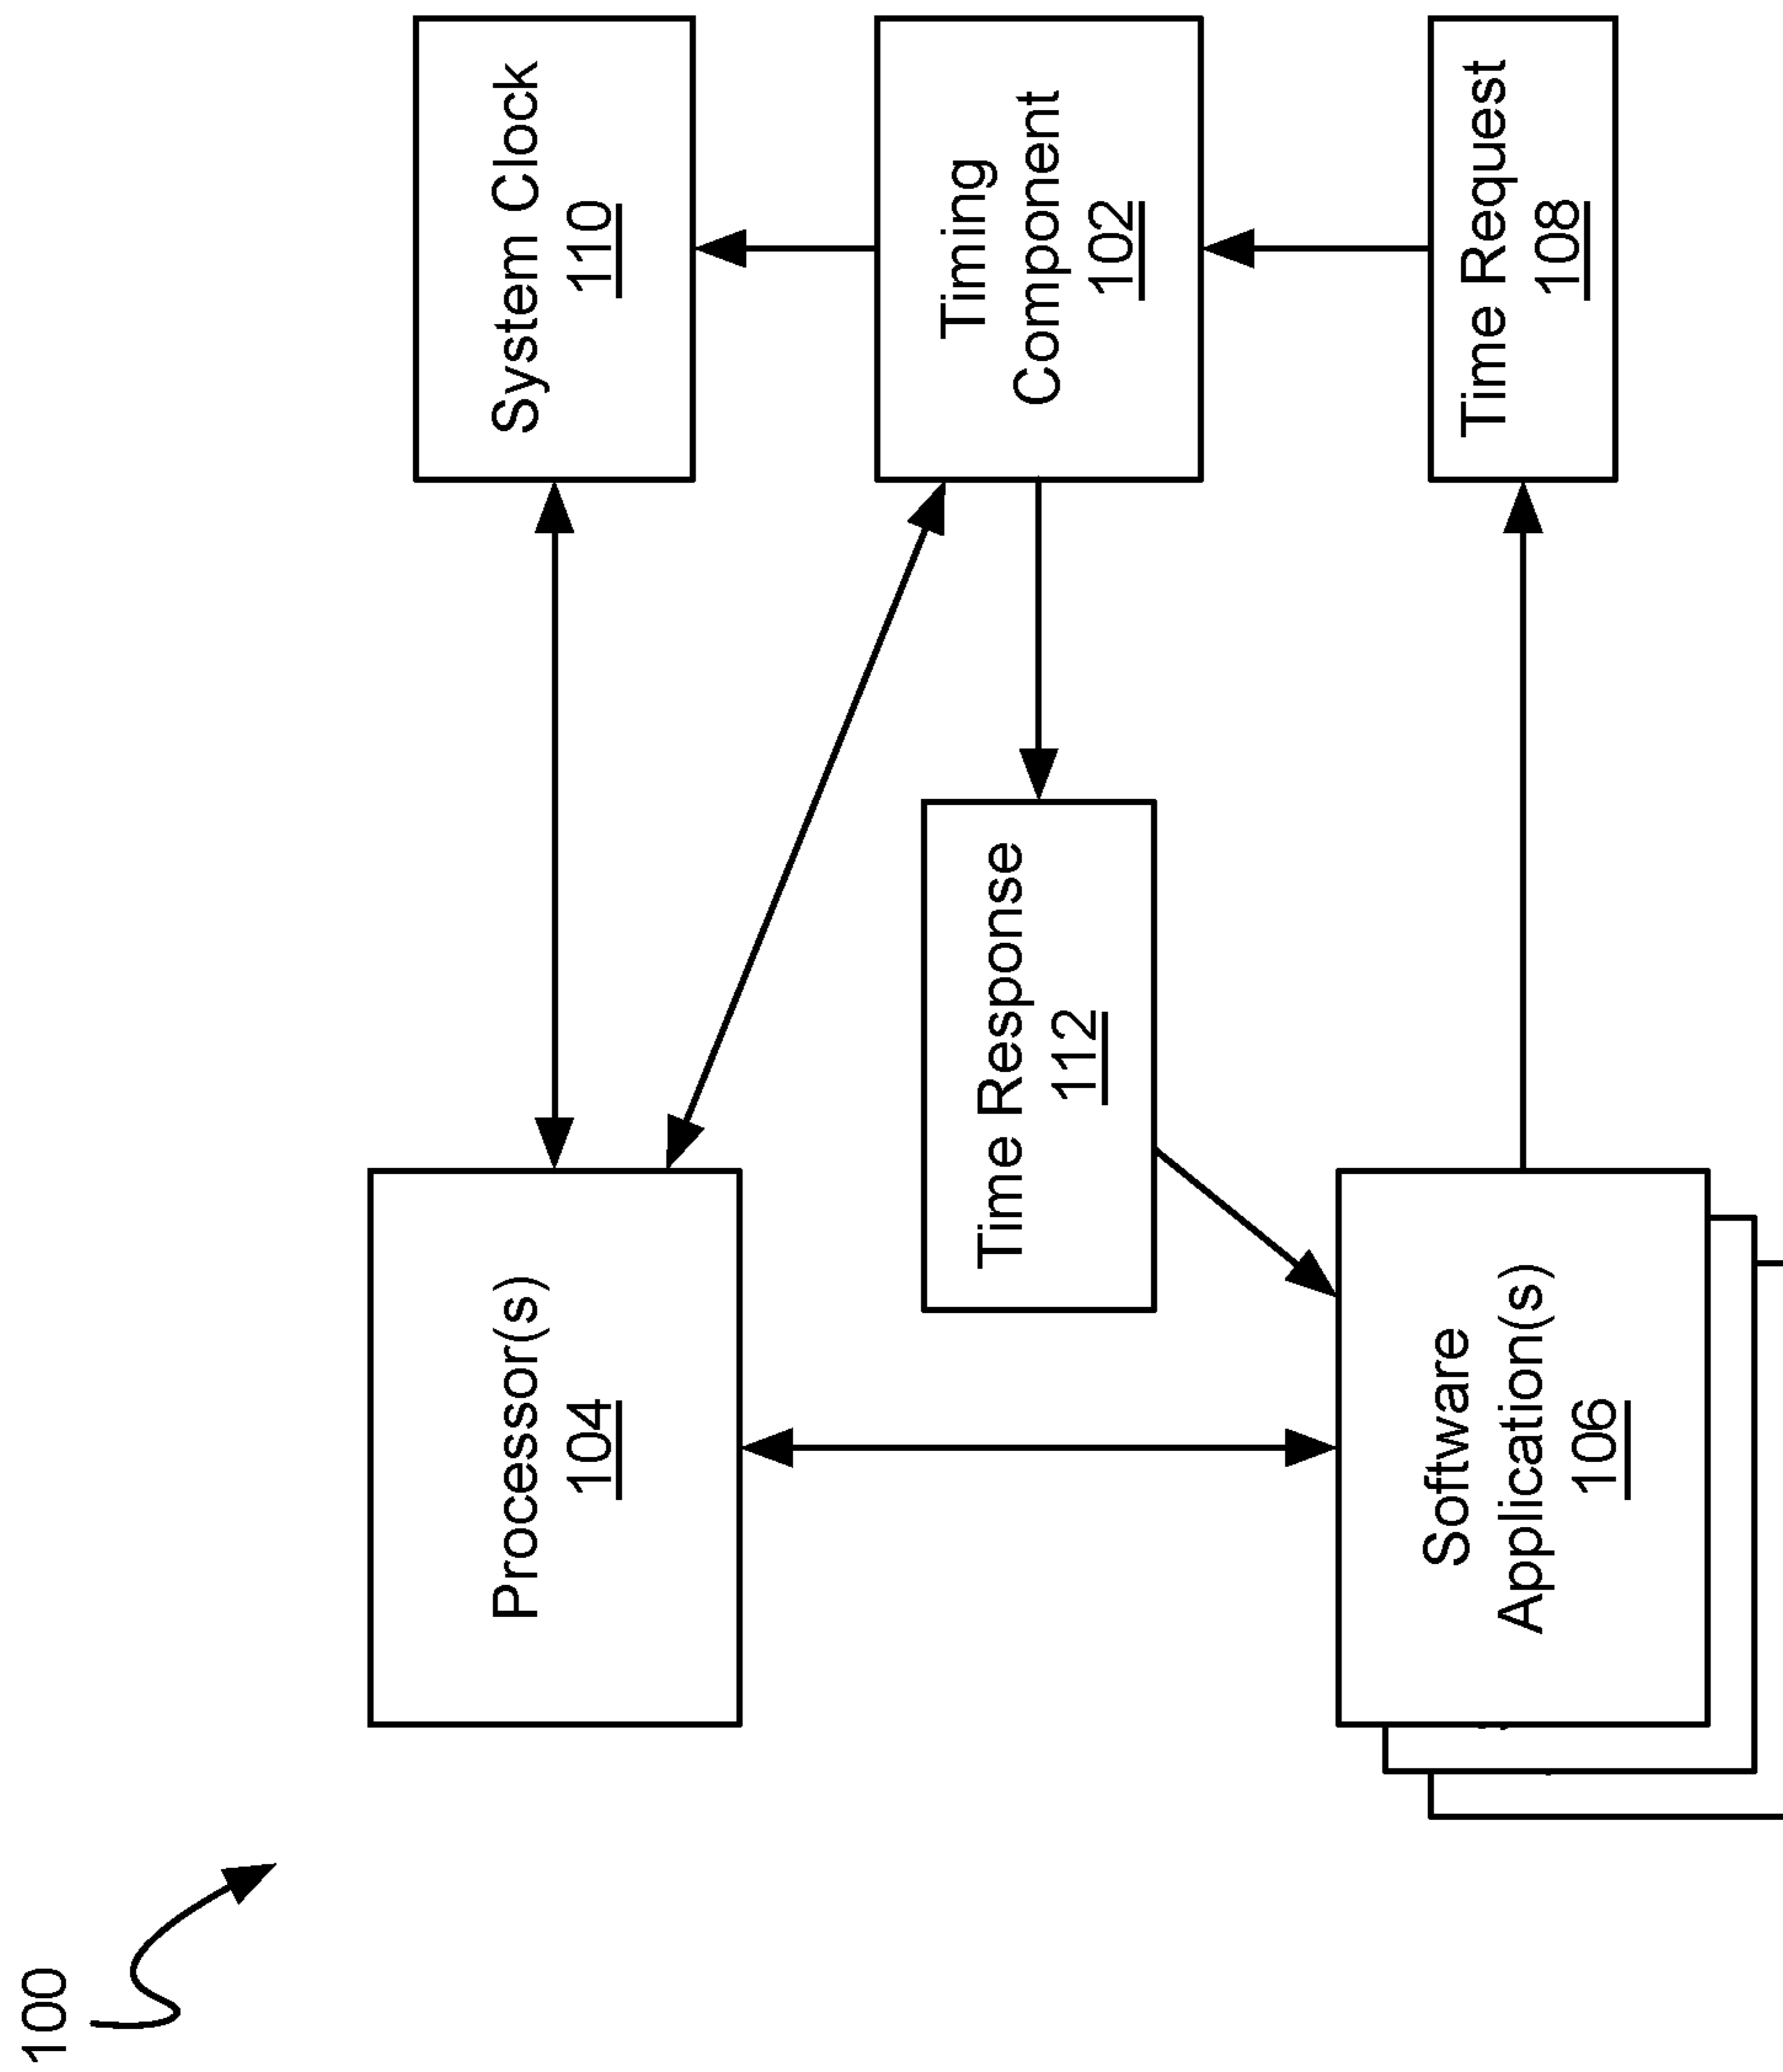 100
Processor(s)
104
System Clock
110
Time Response
112
Timing
Component
102
Software
Application(s)
106
Time Request
108